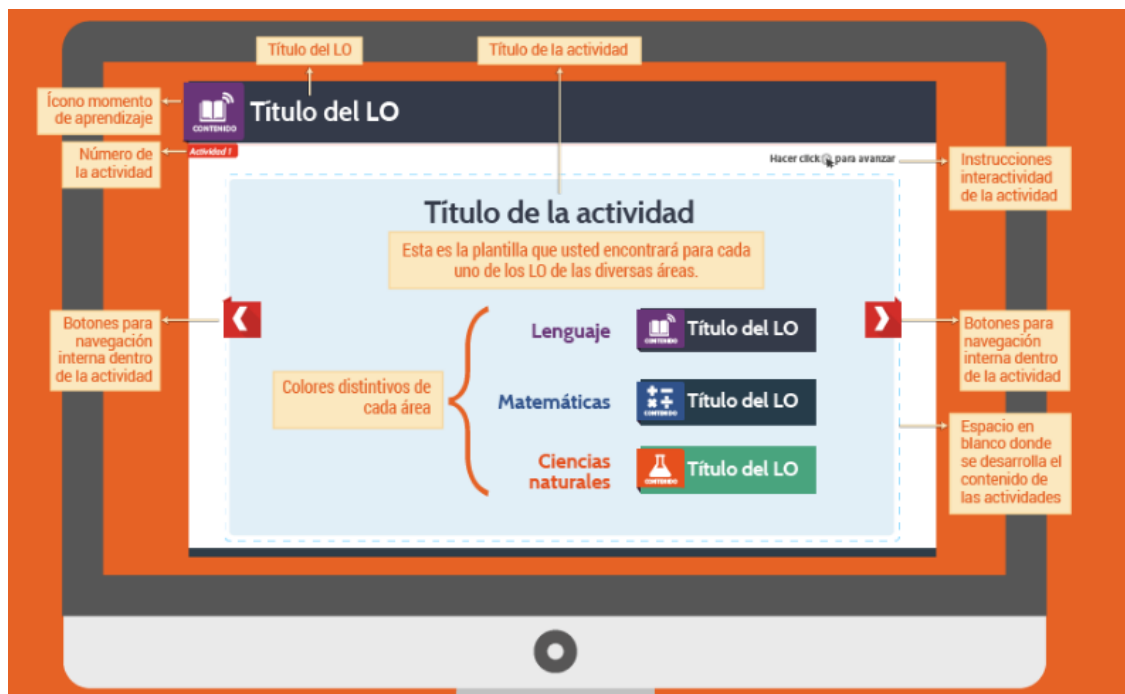 Título del LO
Título de la actividad
Ícono momento
de aprendizaje
CONTENIDO
Título del LO
Número de
la actividad
Actividad 1
Hacer click para avanzar
Instrucciones
interactividad
de la actividad
Título de la actividad
Esta es la plantilla que usted encontrará para cada
uno de los LO de las diversas áreas.
Botones para
navegación
interna dentro
de la actividad
Colores distintivos de
cada área
Lenguaje
CONTENIDO
Título del LO
Matemáticas
CONTENIDO
Título del LO
Ciencias
naturales
CONTENIDO
Título del LO
Botones para
navegación
interna dentro
de la actividad
Espacio en
blanco donde
se desarrolla el
contenido de
las actividades